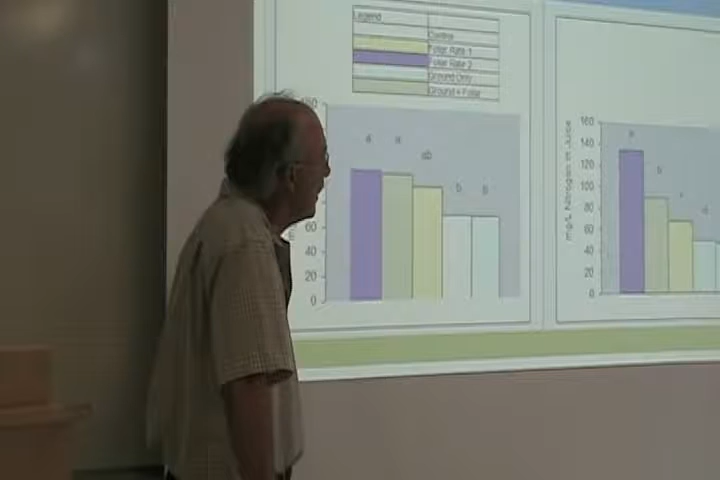 Legend
Control
Foliar Rate 1
Foliar Rate 2
Ground Only
Ground + Foliar
a a ab b b
60
40
20
0
mg/L Nitrogen in Juice
160
140
120
100
80
60
40
20
0
a b c d